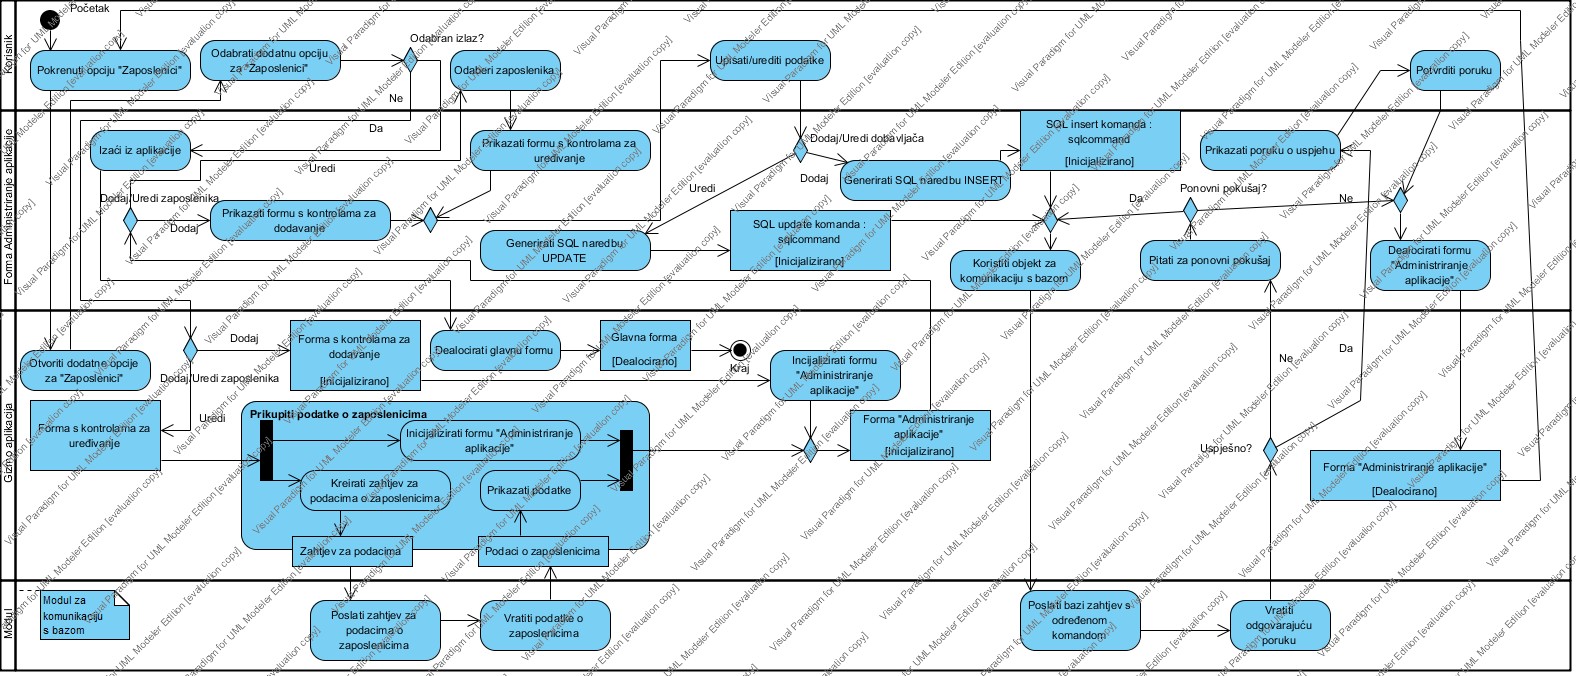 Korisnik
Početak
Pokrenuti opciju "Zaposlenici"
Odabrati dodatnu opciju
za "Zaposlenici"
Odabran izlaz?
Odaberi zaposlenika
Upisati/urediti podatke
Potvrditi poruku
Ne
Da
Forma Administriranje aplikacije
Izaći iz aplikacije
Uredi
Prikazati formu s kontrolama za
uređivanje
Dodaj/Uredi dobavljača
Dodaj
Uredi
Generirati SQL naredbu INSERT
SQL insert komanda :
sqlcommand
[Inicijalizirano]
Prikazati poruku o uspjehu
Ponovni pokušaj?
Da
Ne
Dodaj/Uredi zaposlenika
Dodaj
Prikazati formu s kontrolama za
dodavanje
Generirati SQL naredbu
UPDATE
SQL update komanda :
sqlcommand
[Inicijalizirano]
Koristiti objekt za
komunikaciju s bazom
Pitati za ponovni pokušaj
Dealocirati formu
"Administriranje
aplikacije"
Otvoriti dodatne opcije
za "Zaposlenici"
Dodaj
Dodaj/Uredi zaposlenika
Uredi
Forma s kontrolama za
dodavanje
[Inicijalizirano]
Dealocirati glavnu formu
Glavna forma
[Dealocirano]
Kraj
Incijalizirati formu
"Administriranje
aplikacije"
Ne
Da
Forma s kontrolama za
uređivanje
Prikupiti podatke o zaposlenicima
Inicijalizirati formu "Administriranje
aplikacije"
Kreirati zahtjev za
podacima o zaposlenicima
Prikazati podatke
Zahtjev za podacima
Podaci o zaposlenicima
Forma "Administriranje
aplikacije"
[Inicijalizirano]
Uspješno?
Forma "Administriranje aplikacije"
[Dealocirano]
Modul
Modul za
komunikaciju
s bazom
Poslati zahtjev za
podacima o
zaposlenicima
Vratiti podatke o
zaposlenicima
Poslati bazi zahtjev s
određenom
komandom
Vratiti
odgovarajuću
poruku
Visual Paradigm for UML Modeler Edition [evaluation copy]